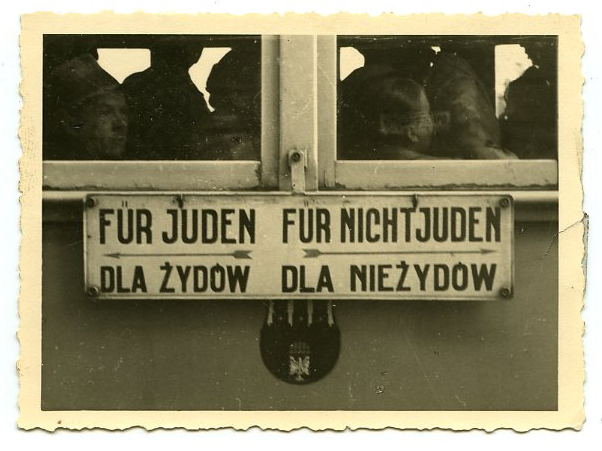 FÜR JUDEN FÜR NICHTJUDEN
DLA ŻYDÓW DLA NIEŻYDÓW